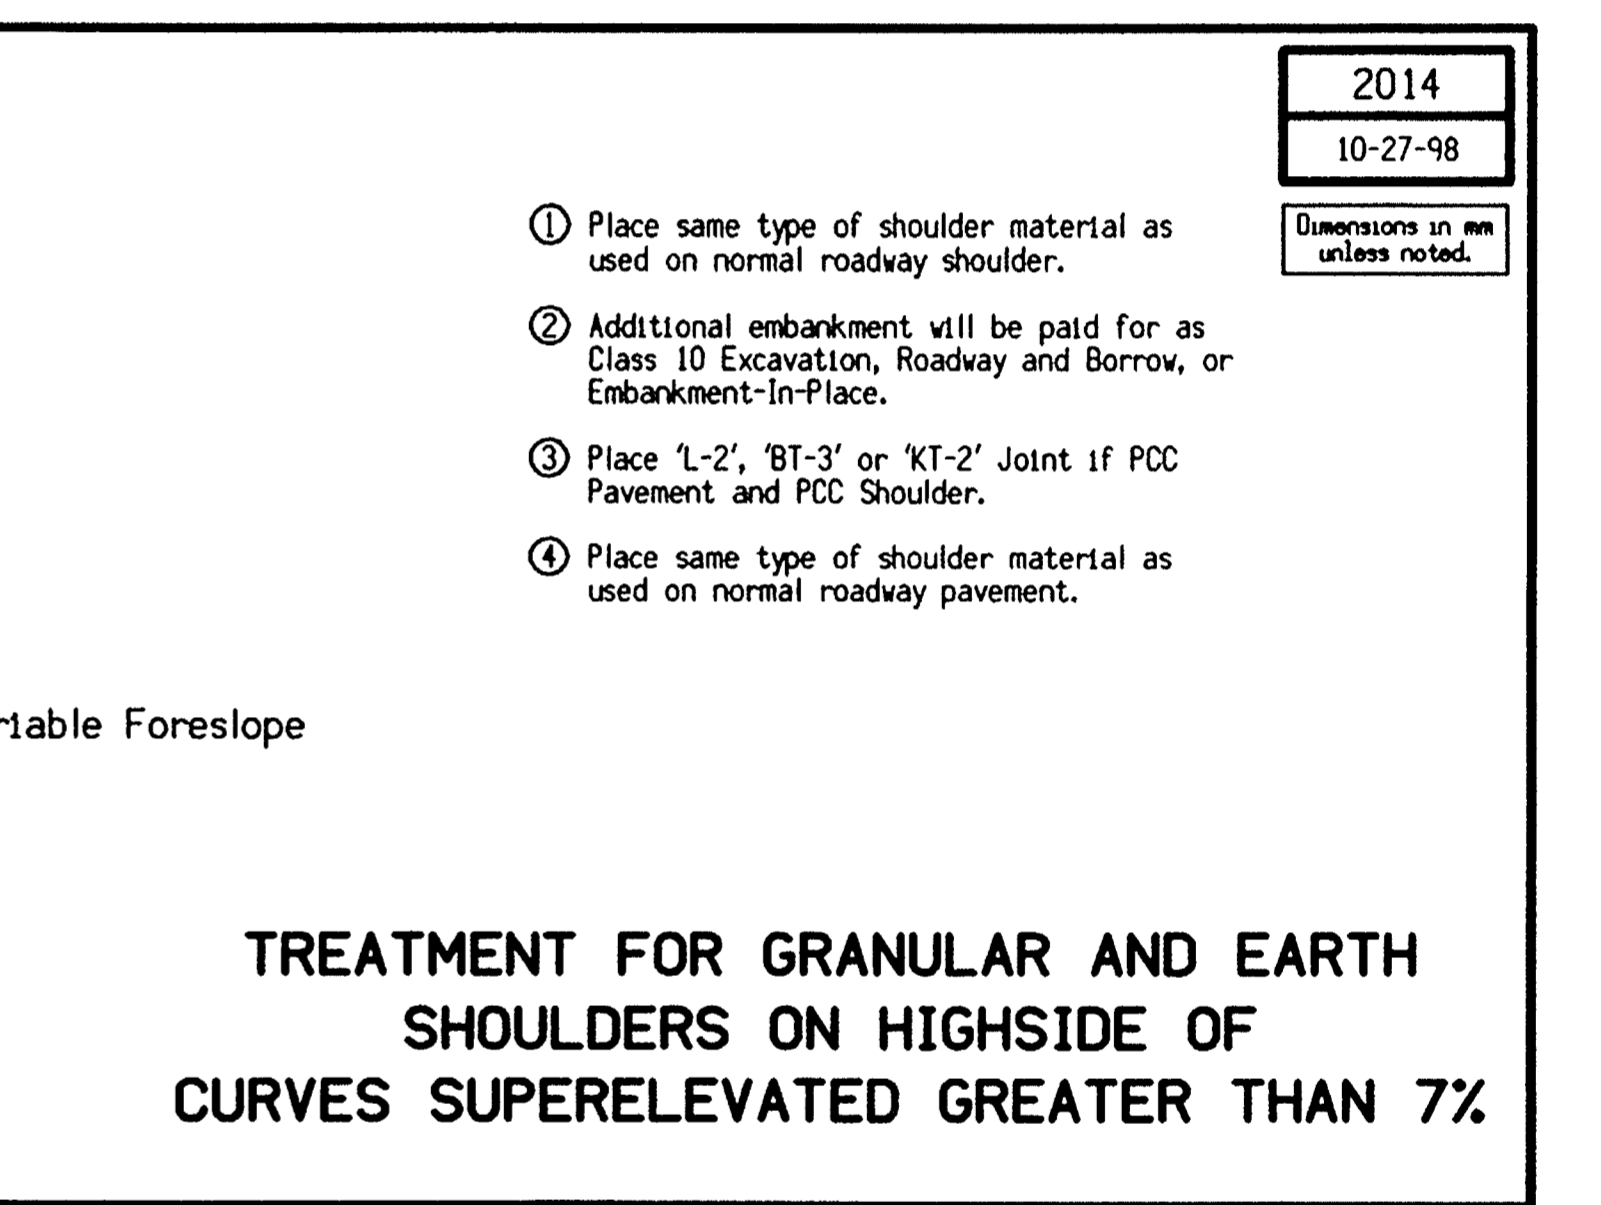 2014
10-27-98
Dimensions in mm
unless noted.
① Place same type of shoulder material as
used on normal roadway shoulder.
② Additional embankment will be paid for as
Class 10 Excavation, Roadway and Borrow, or
Embankment-In-Place.
③ Place 'L-2', 'BT-3' or 'KT-2' Joint if PCC
Pavement and PCC Shoulder.
④ Place same type of shoulder material as
used on normal roadway pavement.
riable Foreslope
TREATMENT FOR GRANULAR AND EARTH
SHOULDERS ON HIGHSIDE OF
CURVES SUPERELEVATED GREATER THAN 7%